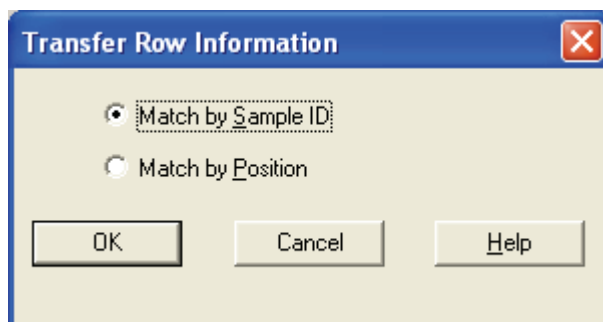 Transfer Row Information
Match by Sample ID
Match by Position
OK Cancel Help